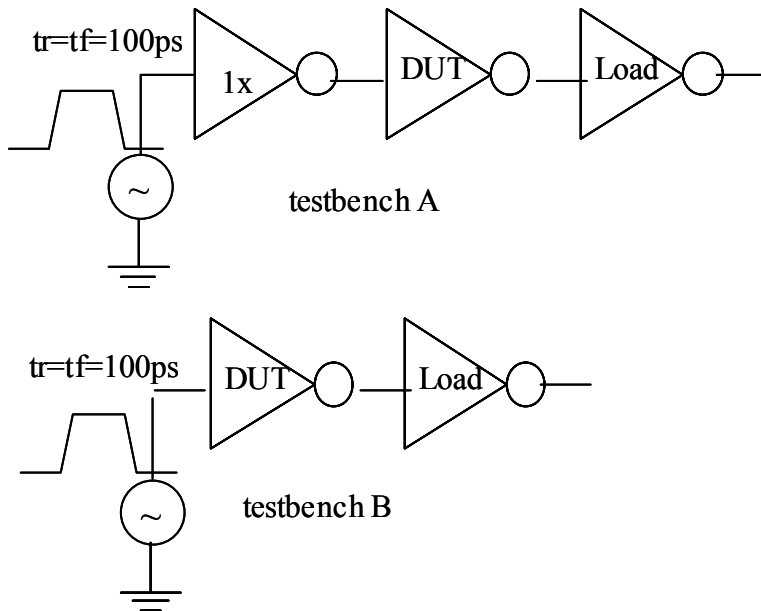 tr=tf=100ps
1x
DUT
Load
~
testbench A
tr=tf=100ps
DUT
Load
~
testbench B